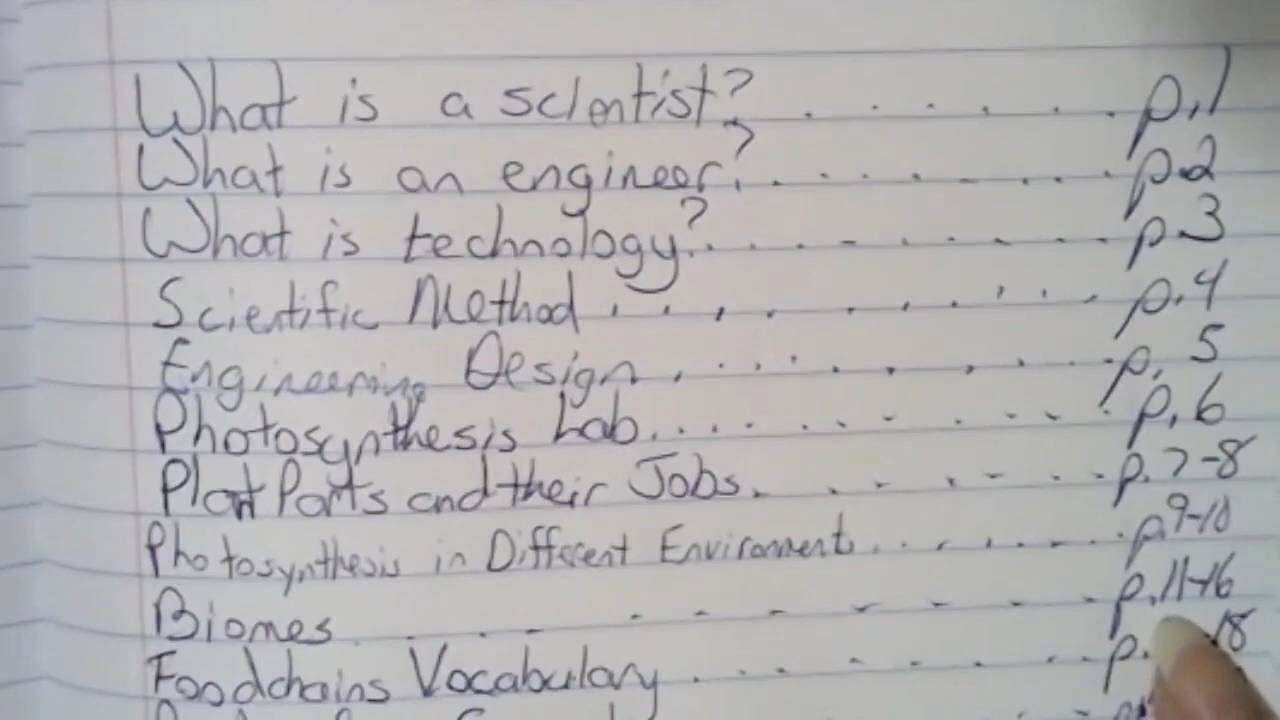 What is a scientist? . . . . . . p.1
What is an engineer? . . . . . . . . p.2
What is technology? . . . . . . . . p.3
Scientific Method . . . . . . . . . p.4
Engineering Design . . . . . . . . p. 5
Photosynthesis Lab . . . . . . . . . p.6
Plant Parts and their Jobs . . . . . . p.7-8
Photosynthesis in Different Environments . . . . . . p.9-10
Biomes . . . . . . . . p.11-16
Foodchains Vocabulary . . . . . . . p. 18